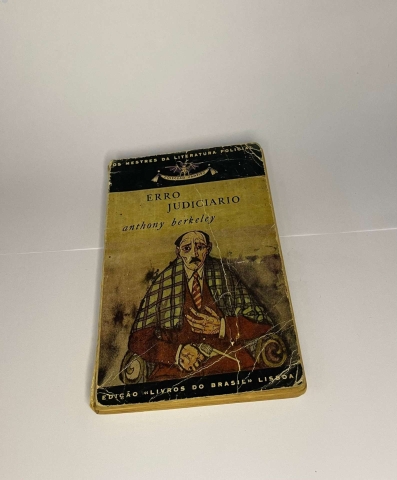 OS MESTRES DA LITERATURA POLICIAL
ERRO
JUDICIARIO
anthony berkeley
EDIÇÃO «LIVROS DO BRASIL» LISBOA